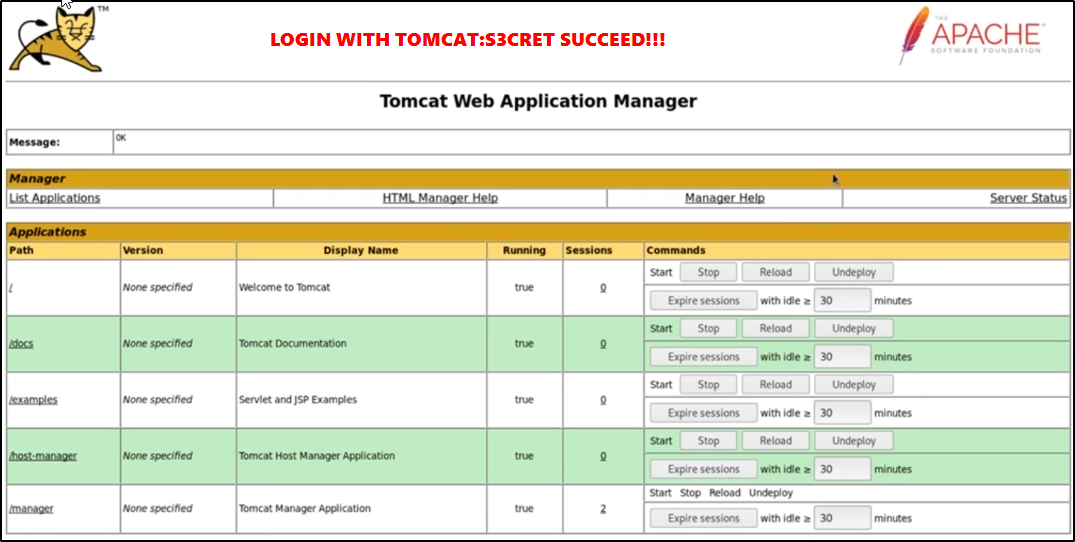 TM
LOGIN WITH TOMCAT:S3CRET SUCCEED!!!
THE
APACHE
SOFTWARE FOUNDATION
Tomcat Web Application Manager
Message: OK
Manager
List Applications HTML Manager Help Manager Help Server Status
Applications
Path Version Display Name Running Sessions Commands
/ None specified Welcome to Tomcat true 0 Start Stop Reload Undeploy
Expire sessions with idle ≥ 30 minutes
/docs None specified Tomcat Documentation true 0 Start Stop Reload Undeploy
Expire sessions with idle ≥ 30 minutes
/examples None specified Servlet and JSP Examples true 0 Start Stop Reload Undeploy
Expire sessions with idle ≥ 30 minutes
/host-manager None specified Tomcat Host Manager Application true 0 Start Stop Reload Undeploy
Expire sessions with idle ≥ 30 minutes
/manager None specified Tomcat Manager Application true 2 Start Stop Reload Undeploy
Expire sessions with idle ≥ 30 minutes